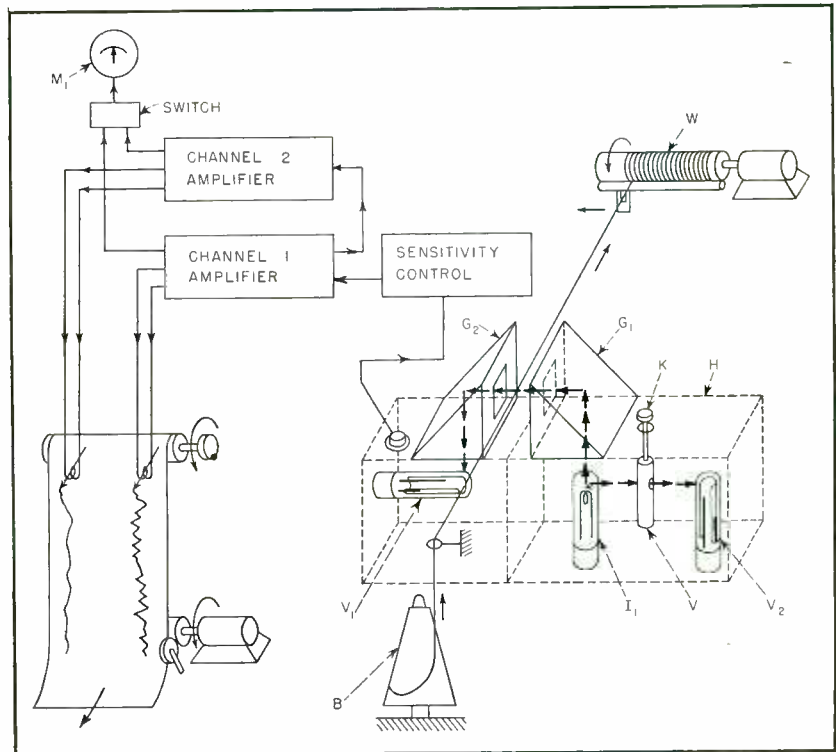 M1
SWITCH
CHANNEL 2
AMPLIFIER
CHANNEL 1
AMPLIFIER
SENSITIVITY
CONTROL
W
G2
G1
K
H
V1
I1
V
V2
B